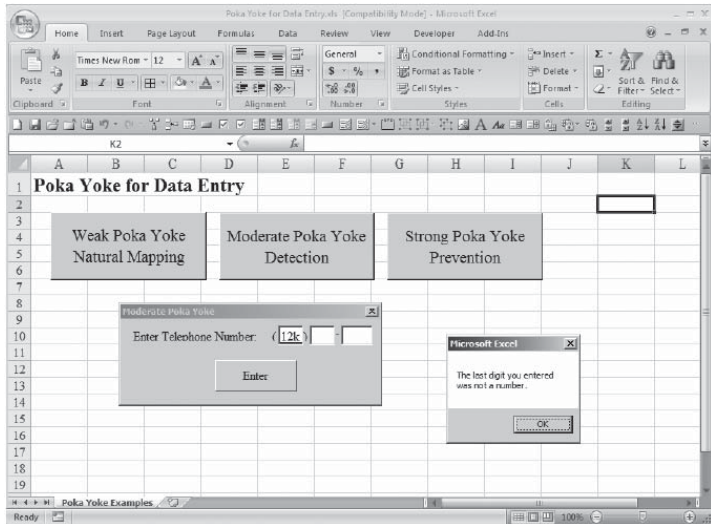 Poka Yoke for Data Entry.xls [Compatibility Mode] - Microsoft Excel
Home Insert Page Layout Formulas Data Review View Developer Add-Ins
Paste
Times New Rom 12 A A
B I U A
General
$ % ,
Conditional Formatting
Format as Table
Cell Styles
Insert
Delete
Format
Σ
Sort & Filter
Find & Select
Clipboard Font Alignment Number Styles Cells Editing
K2 fx
A B C D E F G H I J K L
1 Poka Yoke for Data Entry
2
3
4
5
6
7
8
9
10
11
12
13
14
15
16
17
18
19
Weak Poka Yoke
Natural Mapping
Moderate Poka Yoke
Detection
Strong Poka Yoke
Prevention
Moderate Poka Yoke
Enter Telephone Number: (12k) -
Enter
Microsoft Excel
The last digit you entered
was not a number.
OK
Poka Yoke Examples
Ready 100%